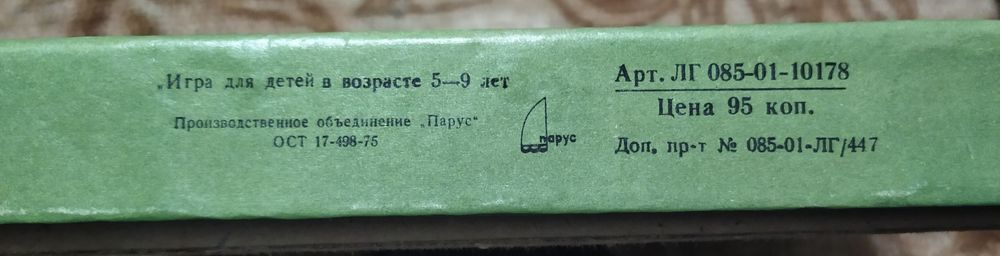 „Игра для детей в возрасте 5—9 лет
Производственное объединение „Парус“
ОСТ 17-498-75
парус
Арт. ЛГ 085-01-10178
Цена 95 коп.
Доп. пр-т № 085-01-ЛГ/447